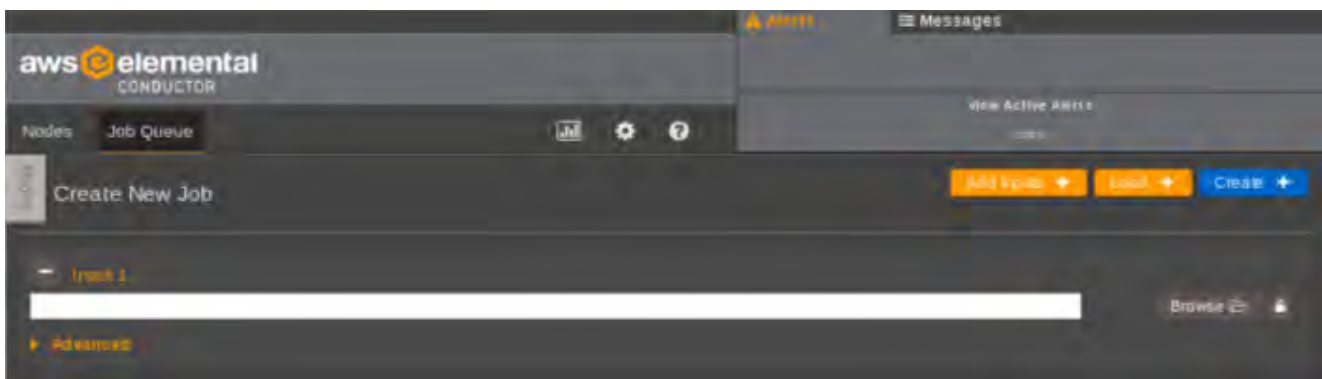 Alerts
Messages
aws elemental
CONDUCTOR
View Active Alerts
Nodes
Job Queue
Create New Job
Add Inputs +
Load +
Create +
Input 1
Browse
Advanced